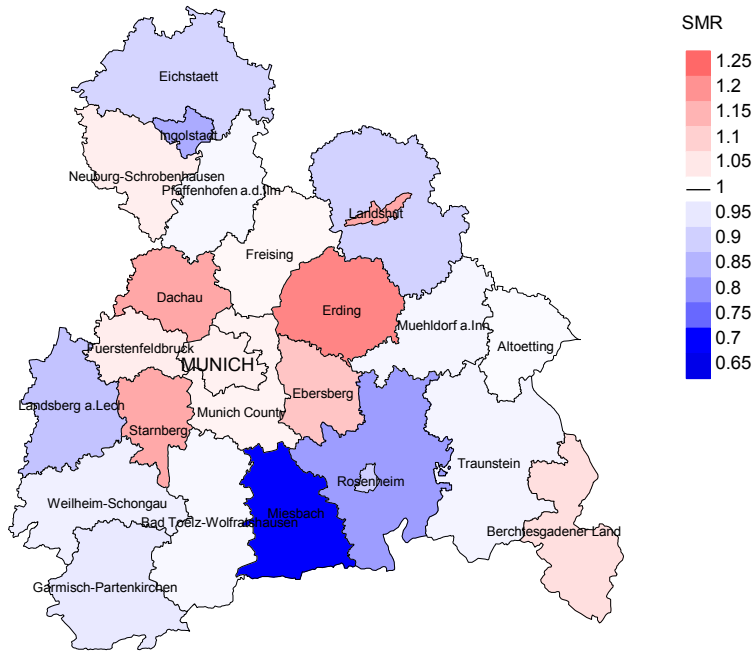 SMR
1.25
1.2
1.15
1.1
1.05
1
0.95
0.9
0.85
0.8
0.75
0.7
0.65
Eichstaett
Ingolstadt
Neuburg-Schrobenhausen
Pfaffenhofen a.d.Ilm
Landshut
Freising
Dachau
Erding
Muehldorf a.Inn
Altoetting
Fuerstenfeldbruck
MUNICH
Ebersberg
Landsberg a.Lech
Munich County
Starnberg
Traunstein
Rosenheim
Weilheim-Schongau
Miesbach
Bad Toelz-Wolfratshausen
Berchtesgadener Land
Garmisch-Partenkirchen